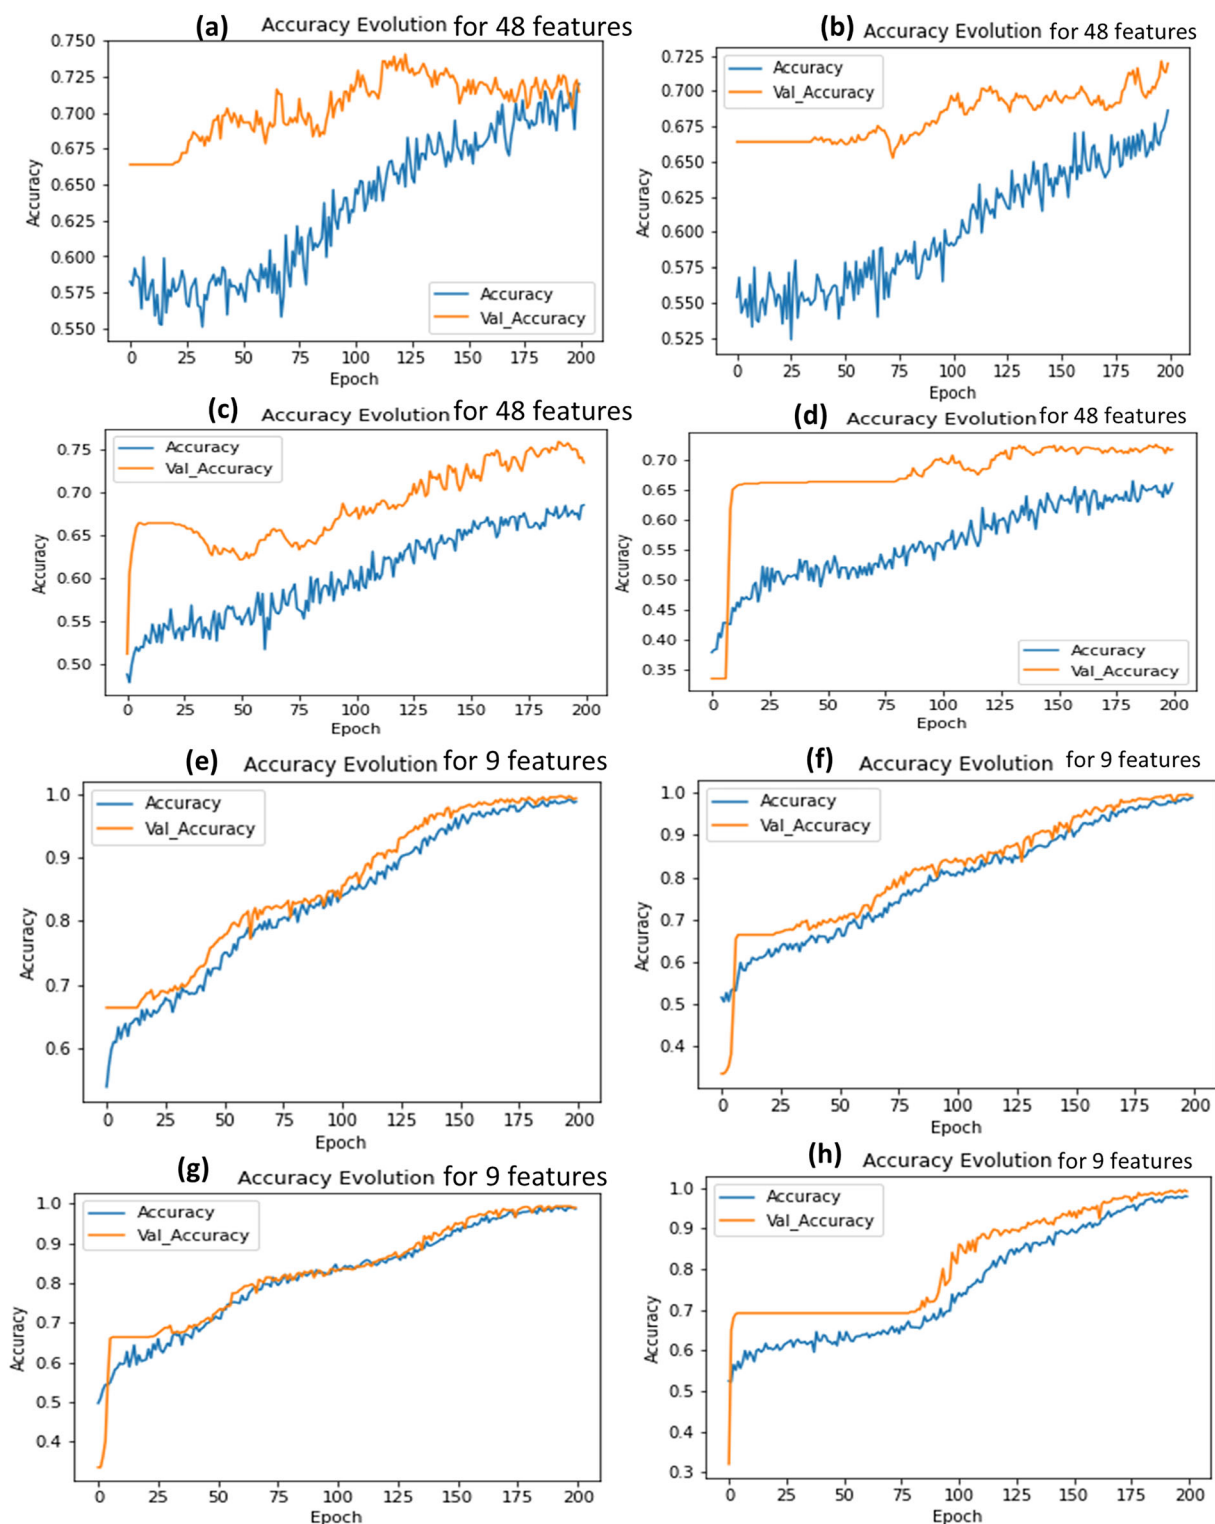 (a) Accuracy Evolution for 48 features
0.750
0.725
0.700
0.675
0.650
0.625
0.600
0.575
0.550
Accuracy
Accuracy
Val_Accuracy
0 25 50 75 100 125 150 175 200
Epoch
(b) Accuracy Evolution for 48 features
0.725
0.700
0.675
0.650
0.625
0.600
0.575
0.550
0.525
Accuracy
Accuracy
Val_Accuracy
0 25 50 75 100 125 150 175 200
Epoch
(c) Accuracy Evolution for 48 features
0.75
0.70
0.65
0.60
0.55
0.50
Accuracy
Accuracy
Val_Accuracy
0 25 50 75 100 125 150 175 200
Epoch
(d) Accuracy Evolution for 48 features
0.70
0.65
0.60
0.55
0.50
0.45
0.40
0.35
Accuracy
Accuracy
Val_Accuracy
0 25 50 75 100 125 150 175 200
Epoch
(e) Accuracy Evolution for 9 features
1.0
0.9
0.8
0.7
0.6
Accuracy
Accuracy
Val_Accuracy
0 25 50 75 100 125 150 175 200
Epoch
(f) Accuracy Evolution for 9 features
1.0
0.9
0.8
0.7
0.6
0.5
0.4
Accuracy
Accuracy
Val_Accuracy
0 25 50 75 100 125 150 175 200
Epoch
(g) Accuracy Evolution for 9 features
1.0
0.9
0.8
0.7
0.6
0.5
0.4
Accuracy
Accuracy
Val_Accuracy
0 25 50 75 100 125 150 175 200
Epoch
(h) Accuracy Evolution for 9 features
1.0
0.9
0.8
0.7
0.6
0.5
0.4
0.3
Accuracy
Accuracy
Val_Accuracy
0 25 50 75 100 125 150 175 200
Epoch